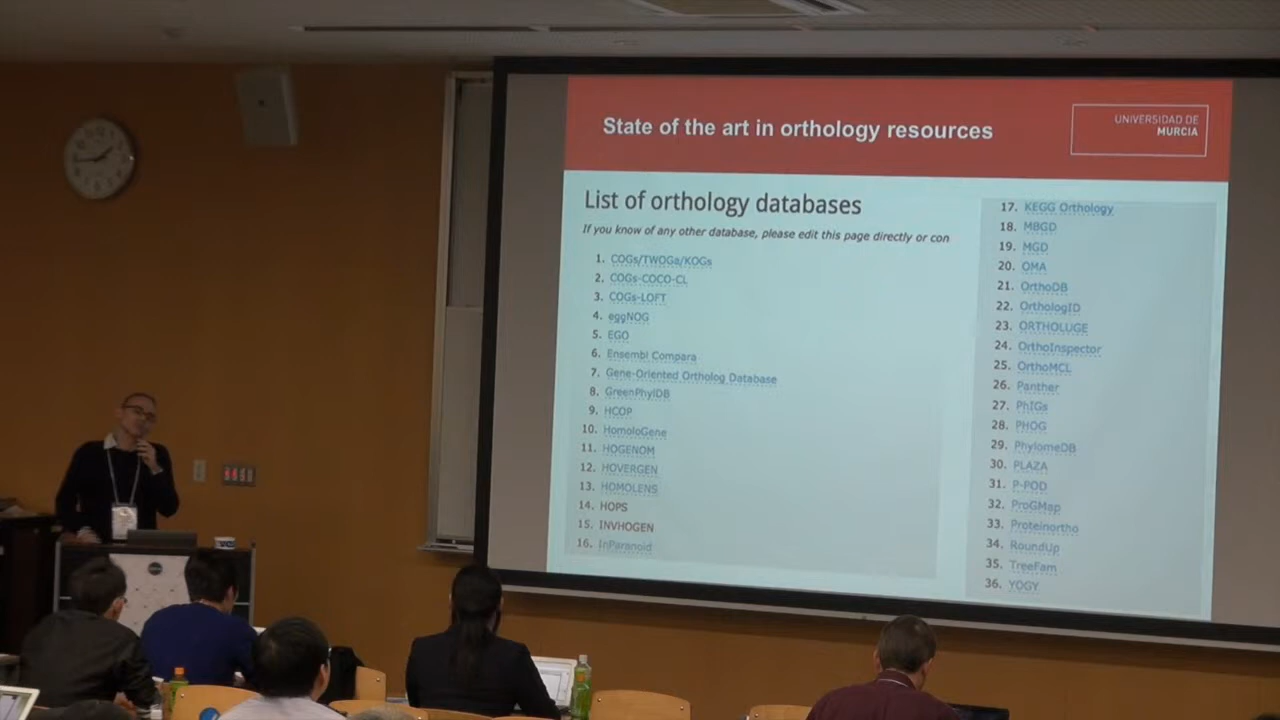 State of the art in orthology resources
UNIVERSIDAD DE
MURCIA
List of orthology databases
If you know of any other database, please edit this page directly or con
1. COGs/TWOGs/KOGs
2. COGs-COCO-CL
3. COGs-LOFT
4. eggNOG
5. EGO
6. Ensembl Compara
7. Gene-Oriented Ortholog Database
8. GreenPhylDB
9. HCOP
10. HomoloGene
11. HOGENOM
12. HOVERGEN
13. HOMOLENS
14. HOPS
15. INVHOGEN
16. InParanoid
17. KEGG Orthology
18. MBGD
19. MGD
20. OMA
21. OrthoDB
22. OrthologID
23. ORTHOLUGE
24. OrthoInspector
25. OrthoMCL
26. Panther
27. PhIGs
28. PHOG
29. PhylomeDB
30. PLAZA
31. P-POD
32. ProGMap
33. Proteinortho
34. RoundUp
35. TreeFam
36. YOGY